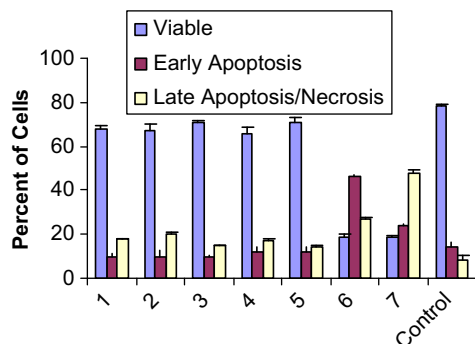 Viable
Early Apoptosis
Late Apoptosis/Necrosis
Percent of Cells
100
80
60
40
20
0
1
2
3
4
5
6
7
Control